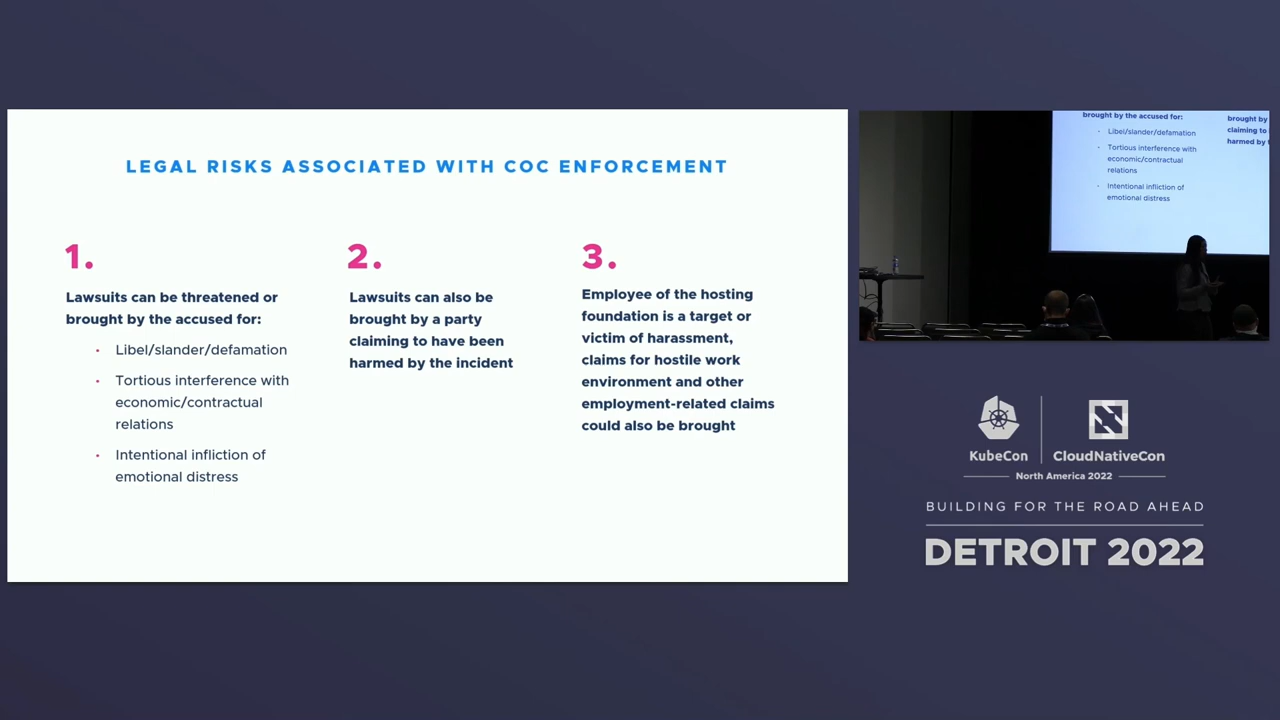 LEGAL RISKS ASSOCIATED WITH COC ENFORCEMENT
1.
Lawsuits can be threatened or
brought by the accused for:
• Libel/slander/defamation
• Tortious interference with
economic/contractual
relations
• Intentional infliction of
emotional distress
2.
Lawsuits can also be
brought by a party
claiming to have been
harmed by the incident
3.
Employee of the hosting
foundation is a target or
victim of harassment,
claims for hostile work
environment and other
employment-related claims
could also be brought
brought by the accused for:
• Libel/slander/defamation
• Tortious interference with
economic/contractual
relations
• Intentional infliction of
emotional distress
brought by
claiming to
harmed by
KubeCon
CloudNativeCon
North America 2022
BUILDING FOR THE ROAD AHEAD
DETROIT 2022